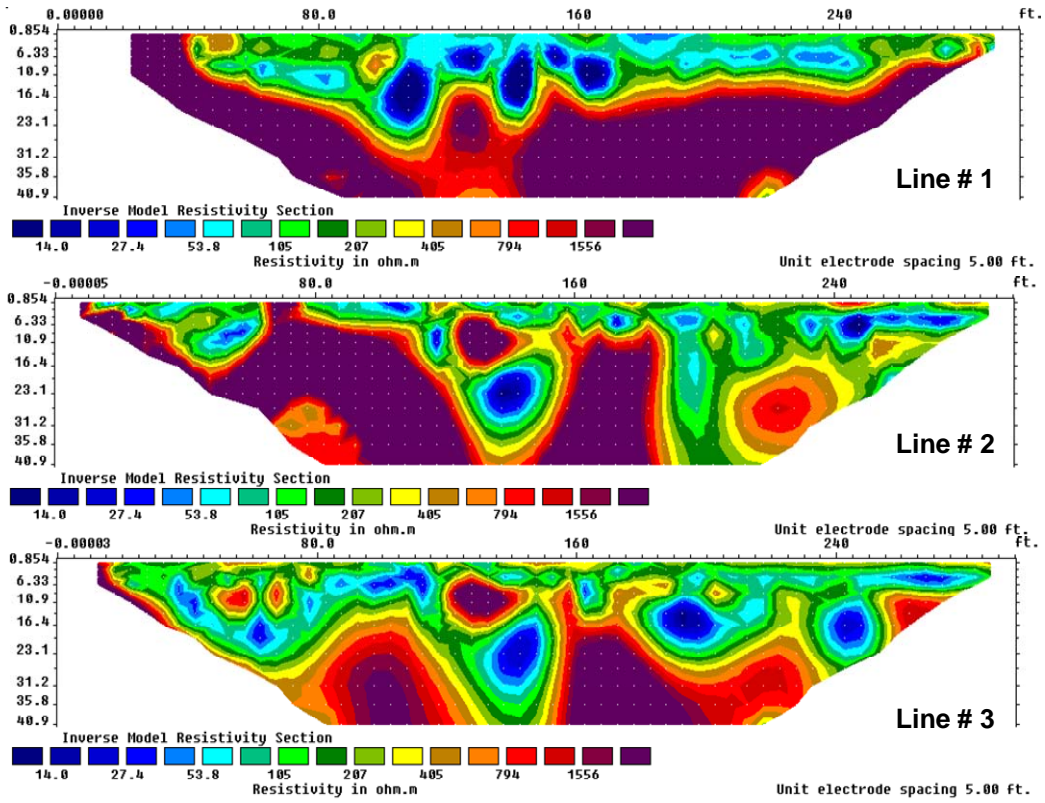 0.00000 80.0 160 240 ft.
0.854
6.33
10.9
16.4
23.1
31.2
35.8
40.9
Line # 1
Inverse Model Resistivity Section
14.0 27.4 53.8 105 207 405 794 1556
Resistivity in ohm.m Unit electrode spacing 5.00 ft.
-0.00005 80.0 160 240 ft.
0.854
6.33
10.9
16.4
23.1
31.2
35.8
40.9
Line # 2
Inverse Model Resistivity Section
14.0 27.4 53.8 105 207 405 794 1556
Resistivity in ohm.m Unit electrode spacing 5.00 ft.
-0.00003 80.0 160 240 ft.
0.854
6.33
10.9
16.4
23.1
31.2
35.8
40.9
Line # 3
Inverse Model Resistivity Section
14.0 27.4 53.8 105 207 405 794 1556
Resistivity in ohm.m Unit electrode spacing 5.00 ft.